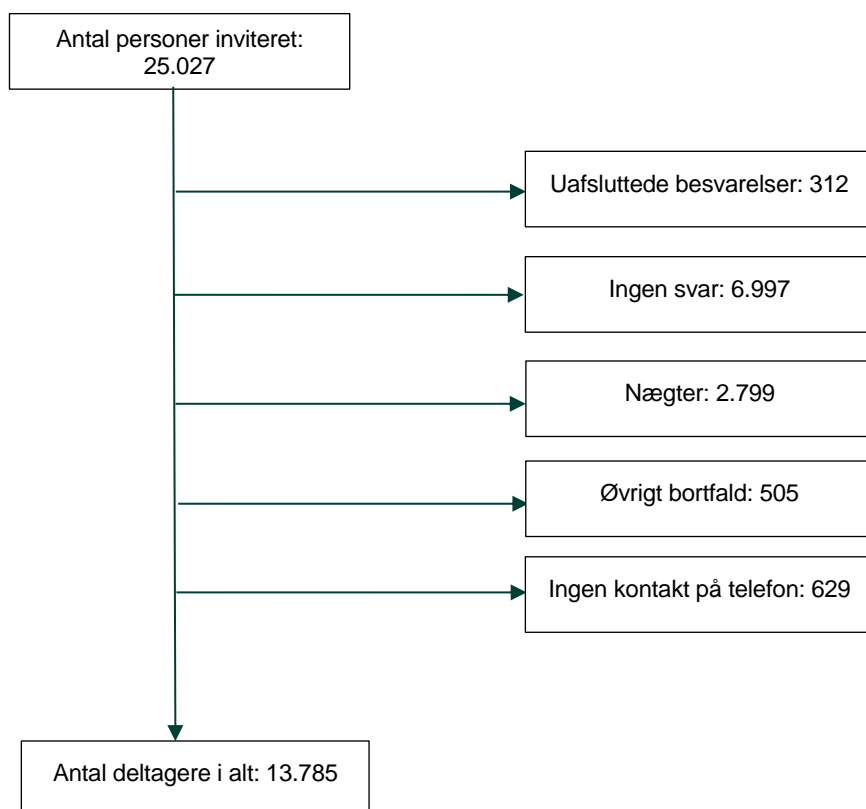 Antal personer inviteret:
25.027
Uafsluttede besvarelser: 312
Ingen svar: 6.997
Nægter: 2.799
Øvrigt bortfald: 505
Ingen kontakt på telefon: 629
Antal deltagere i alt: 13.785